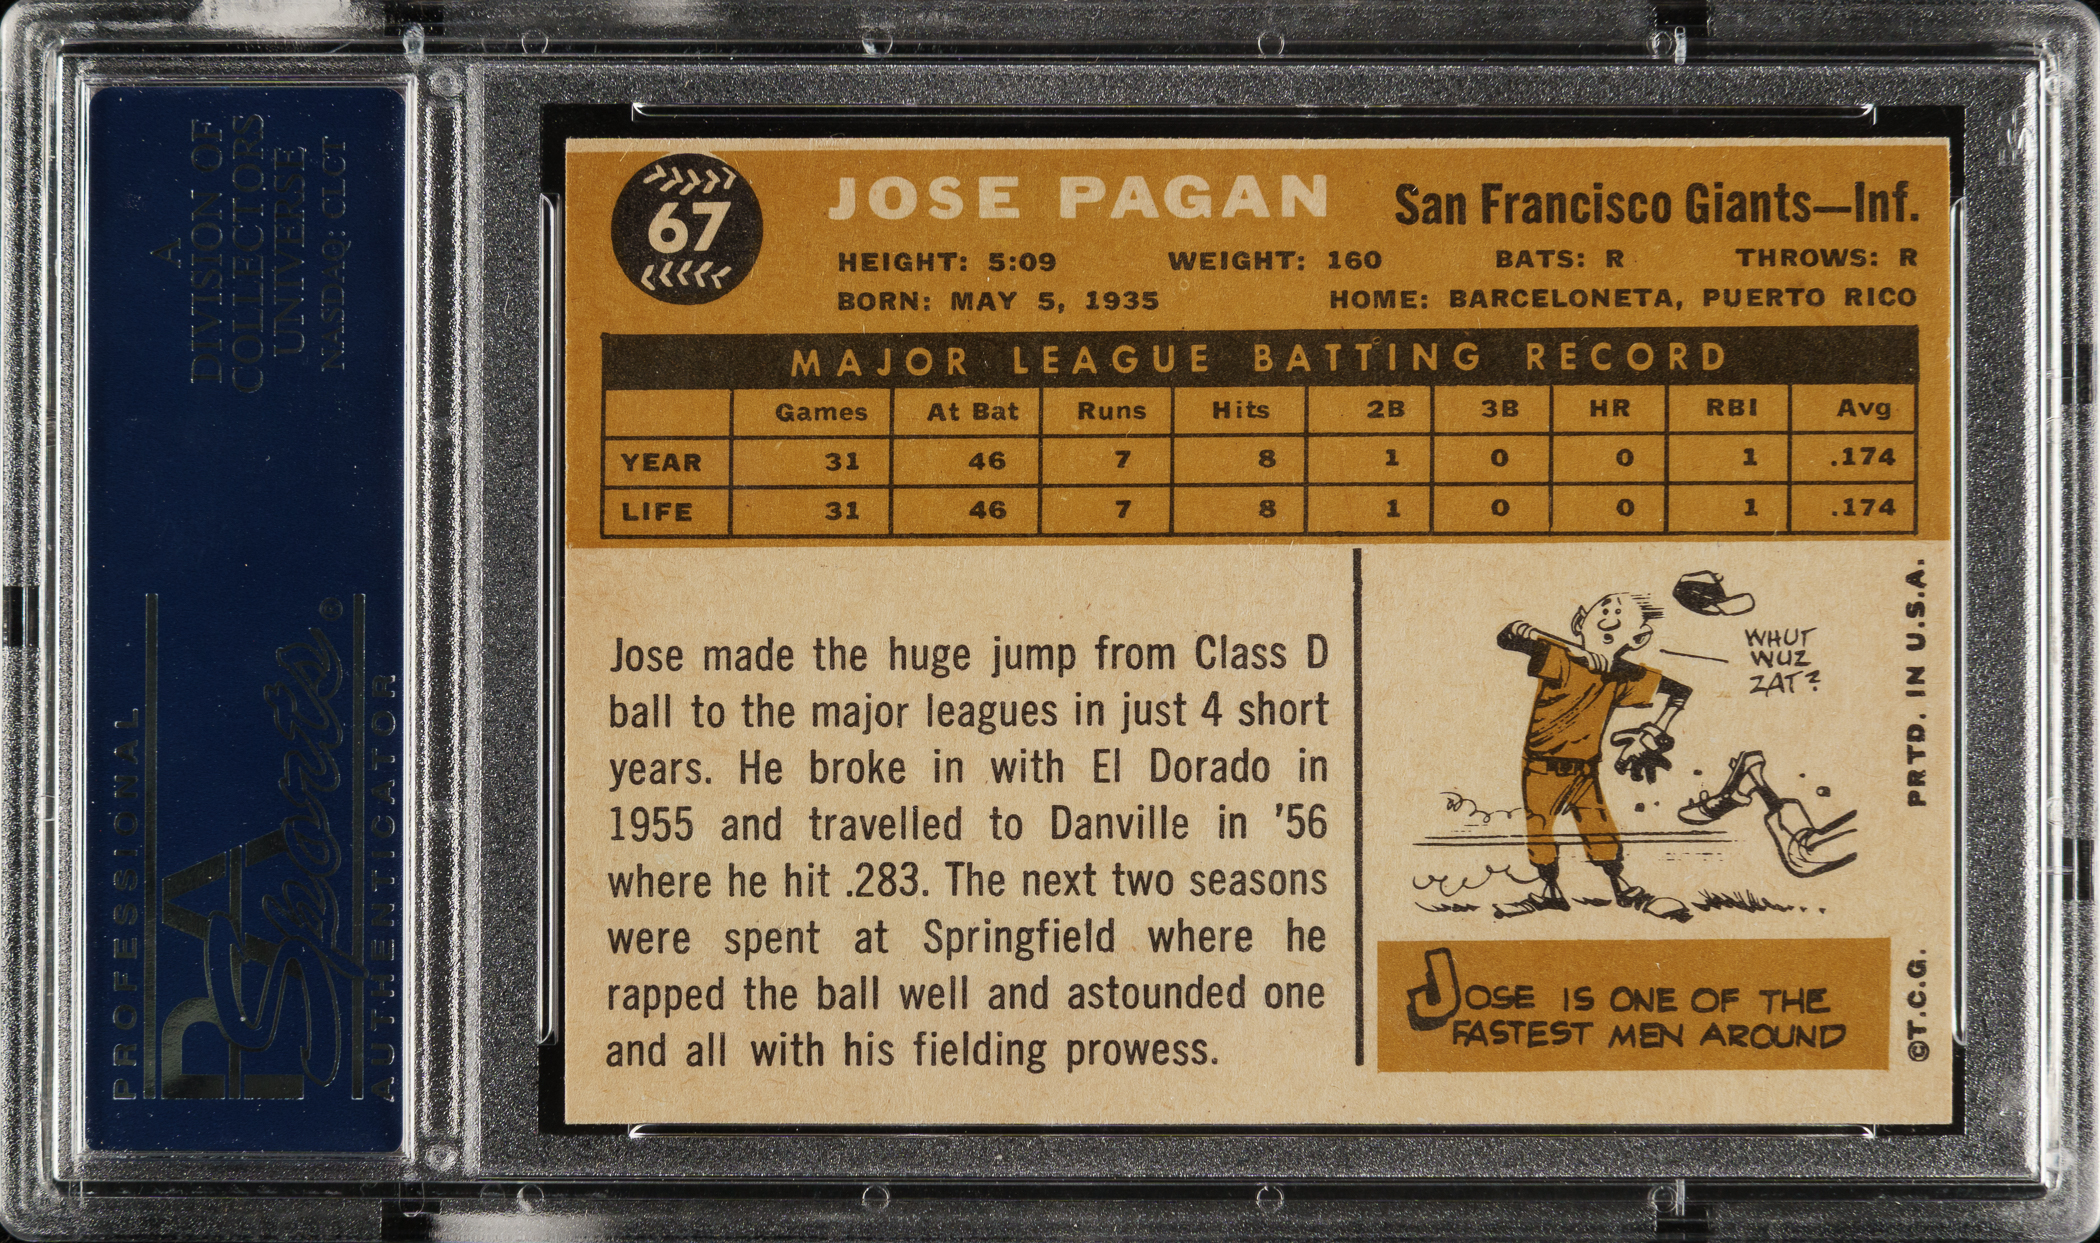 A
DIVISION OF
COLLECTORS
UNIVERSE
NASDAQ: CLCT
PROFESSIONAL
PSA
Sports®
AUTHENTICATOR
67
JOSE PAGAN
San Francisco Giants—Inf.
HEIGHT: 5:09 WEIGHT: 160 BATS: R THROWS: R
BORN: MAY 5, 1935 HOME: BARCELONETA, PUERTO RICO
MAJOR LEAGUE BATTING RECORD
Games At Bat Runs Hits 2B 3B HR RBI Avg
YEAR 31 46 7 8 1 0 0 1 .174
LIFE 31 46 7 8 1 0 0 1 .174
Jose made the huge jump from Class D
ball to the major leagues in just 4 short
years. He broke in with El Dorado in
1955 and travelled to Danville in '56
where he hit .283. The next two seasons
were spent at Springfield where he
rapped the ball well and astounded one
and all with his fielding prowess.
WHUT
WUZ
ZAT?
JOSE IS ONE OF THE
FASTEST MEN AROUND
©T.C.G. PRTD. IN U.S.A.